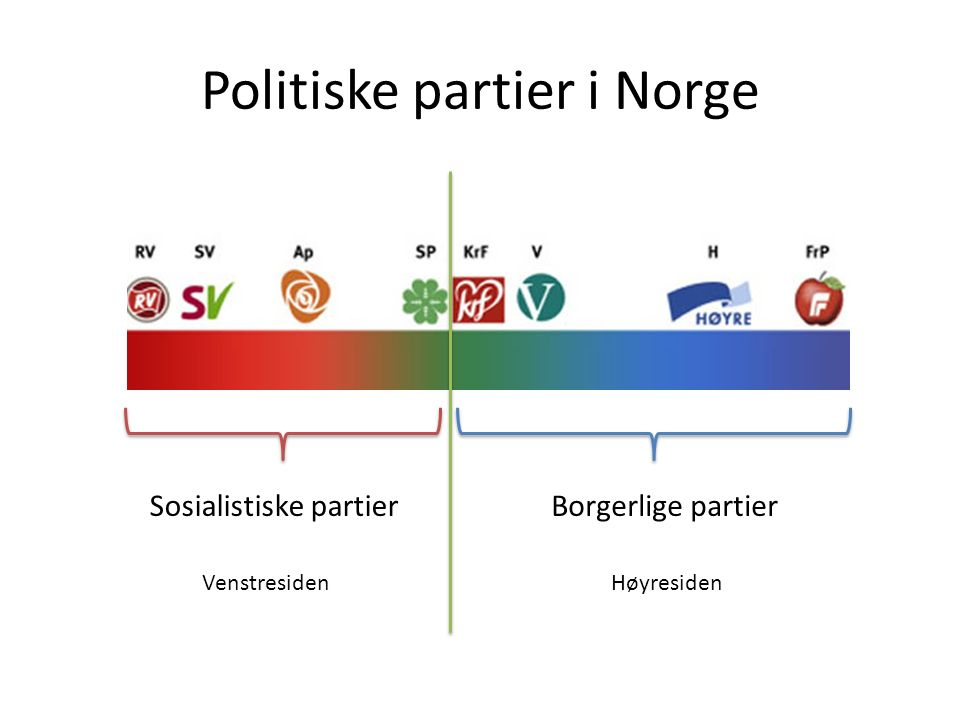 Politiske partier i Norge
RV SV Ap SP KrF V H FrP
RV SV krf V HØYRE F
Sosialistiske partier Borgerlige partier
Venstresiden Høyresiden